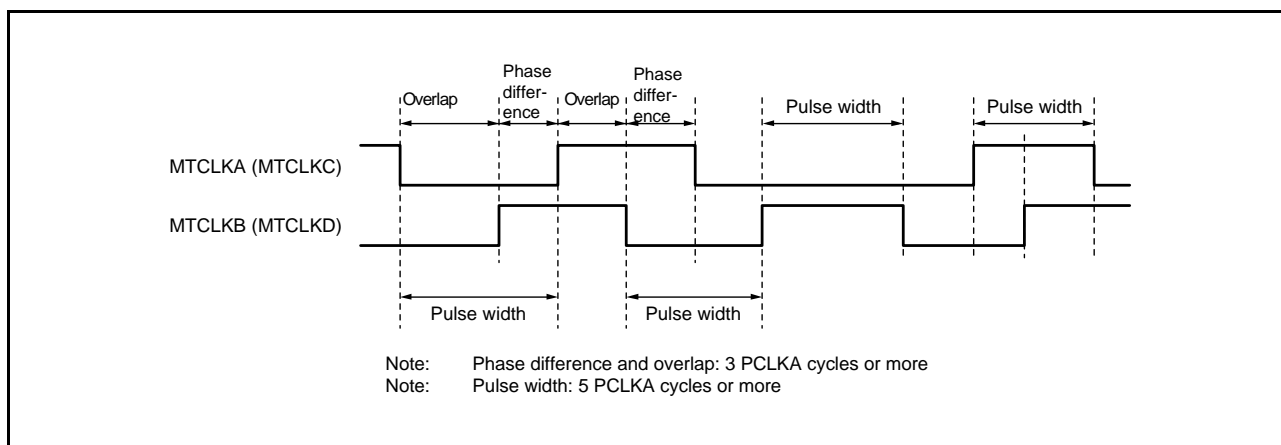 Overlap
Phase
differ-
ence
Overlap
Phase
differ-
ence
Pulse width
Pulse width
MTCLKA (MTCLKC)
MTCLKB (MTCLKD)
Pulse width
Pulse width
Note: Phase difference and overlap: 3 PCLKA cycles or more
Note: Pulse width: 5 PCLKA cycles or more